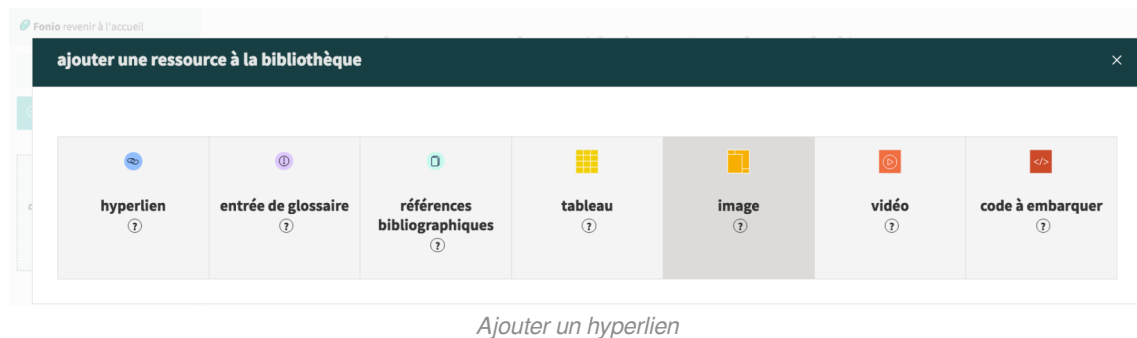 Fonio revenir à l'accueil
ajouter une ressource à la bibliothèque
hyperlien
entrée de glossaire
références
bibliographiques
tableau
image
vidéo
code à embarquer
?
?
?
?
?
?
?
Ajouter un hyperlien